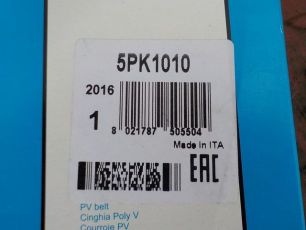 5PK1010
2016
1
8 021787 505504
Made in ITA
EAC
PV belt
Cinghia Poly V
Courroie PV